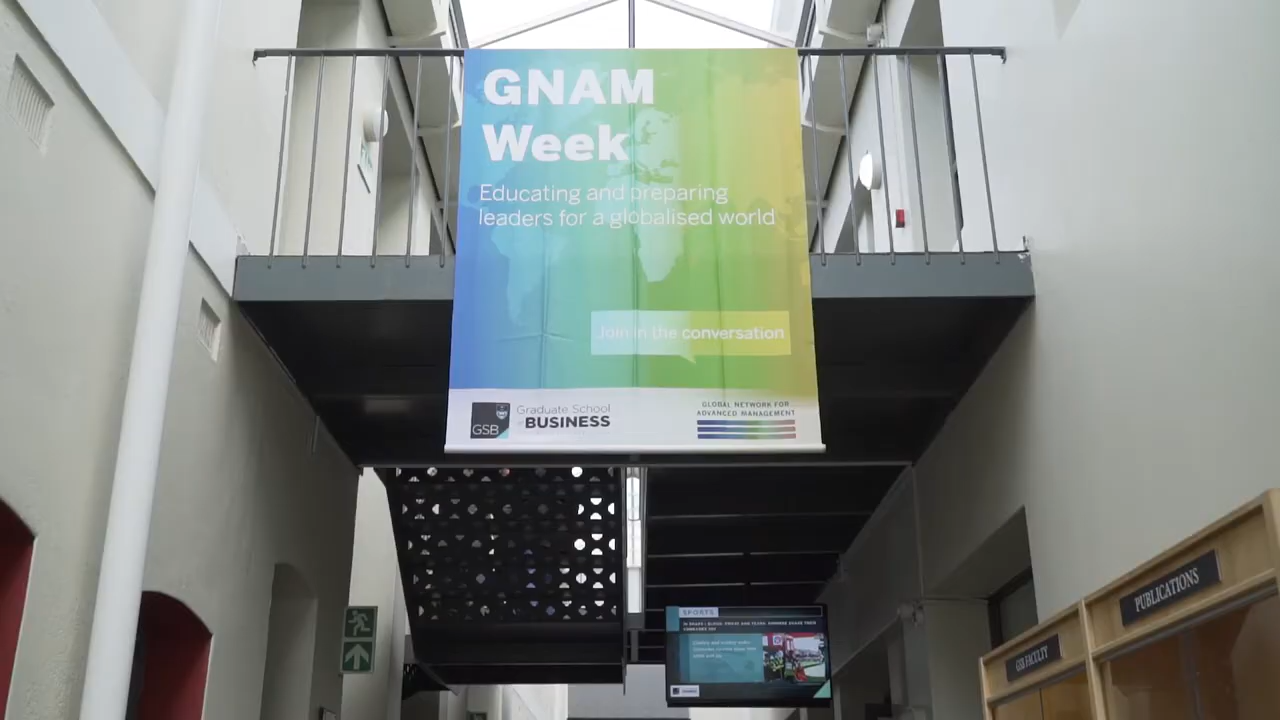 GNAM
Week
Educating and preparing
leaders for a globalised world
Join in the conversation
GSB
Graduate School
BUSINESS
GLOBAL NETWORK FOR
ADVANCED MANAGEMENT
SPORTS
PUBLICATIONS
GSB FACULTY